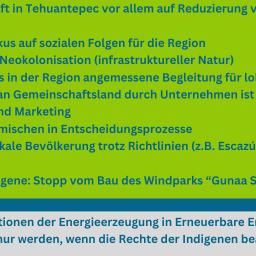 ft in Tehuantepec vor allem auf Reduzierung v
kus auf sozialen Folgen für die Region
Neokolonisation (infrastruktureller Natur)
s in der Region angemessene Begleitung für lo
an Gemeinschaftsland durch Unternehmen ist
nd Marketing
mischen in Entscheidungsprozesse
kale Bevölkerung trotz Richtlinien (z.B. Escazú
gene: Stopp vom Bau des Windparks “Gunaa S
tionen der Energieerzeugung in Erneuerbare En
nur werden, wenn die Rechte der Indigenen bea